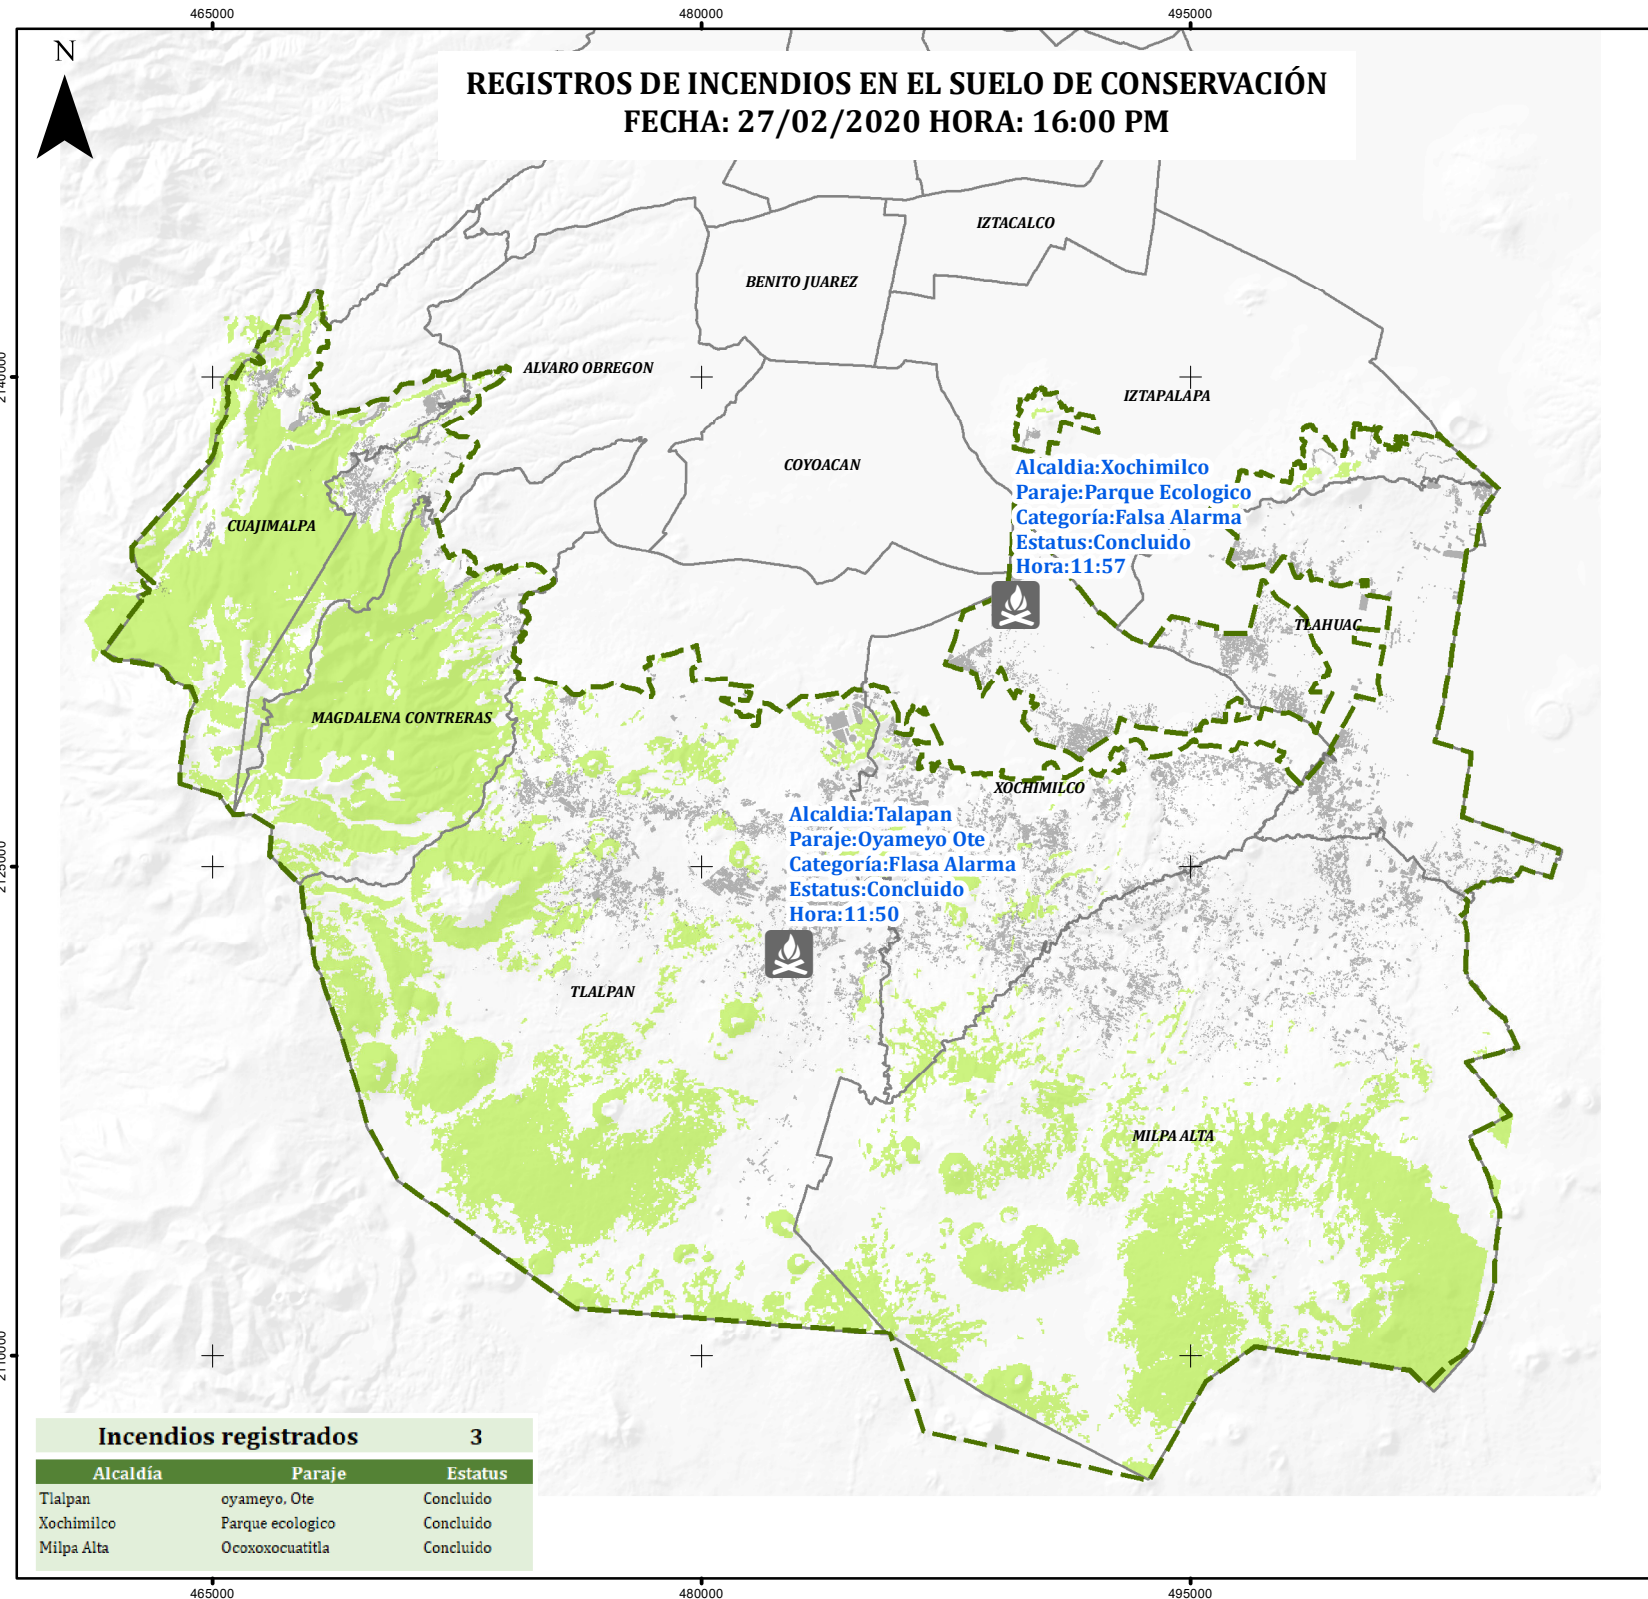 465000
480000
495000
N
REGISTROS DE INCENDIOS EN EL SUELO DE CONSERVACIÓN
FECHA: 27/02/2020 HORA: 16:00 PM
IZTACALCO
BENITO JUAREZ
ALVARO OBREGON
2140000
IZTAPALAPA
COYOACAN
Alcaldia:Xochimilco
Paraje:Parque Ecologico
Categoría:Falsa Alarma
Estatus:Concluido
Hora:11:57
CUAJIMALPA
TLAHUAC
MAGDALENA CONTRERAS
XOCHIMILCO
Alcaldia:Talapan
Paraje:Oyameyo Ote
Categoría:Flasa Alarma
Estatus:Concluido
Hora:11:50
2125000
TLALPAN
MILPA ALTA
2110000
Incendios registrados 3
Alcaldía Paraje Estatus
Tlalpan oyameyo, Ote Concluido
Xochimilco Parque ecologico Concluido
Milpa Alta Ocoxoxocuatitla Concluido
465000
480000
495000